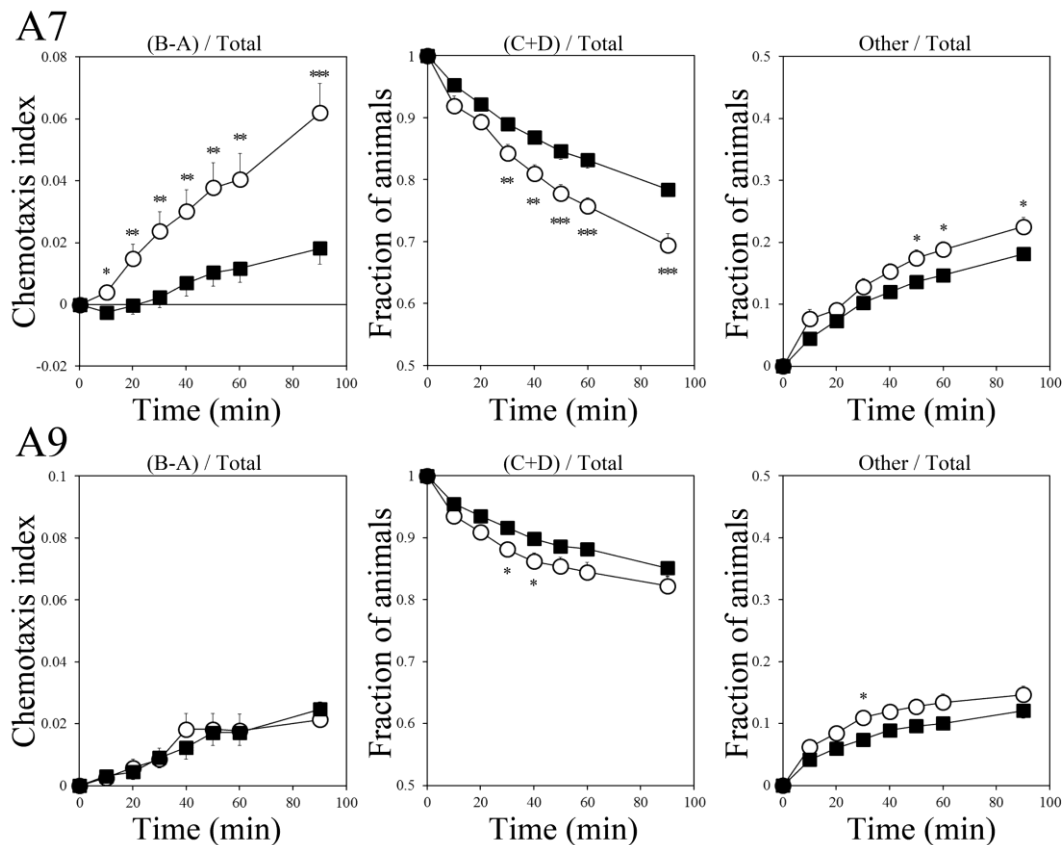 A7
(B-A) / Total
(C+D) / Total
Other / Total
Chemotaxis index
0.08
0.06
0.04
0.02
0
-0.02
0 20 40 60 80 100
Time (min)
* ** ** ** ** ** ***
Fraction of animals
1
0.9
0.8
0.7
0.6
0.5
0 20 40 60 80 100
Time (min)
** ** *** *** ***
Fraction of animals
0.5
0.4
0.3
0.2
0.1
0
0 20 40 60 80 100
Time (min)
* * *
A9
(B-A) / Total
(C+D) / Total
Other / Total
Chemotaxis index
0.1
0.08
0.06
0.04
0.02
0
0 20 40 60 80 100
Time (min)
Fraction of animals
1
0.9
0.8
0.7
0.6
0.5
0 20 40 60 80 100
Time (min)
* *
Fraction of animals
0.5
0.4
0.3
0.2
0.1
0
0 20 40 60 80 100
Time (min)
*